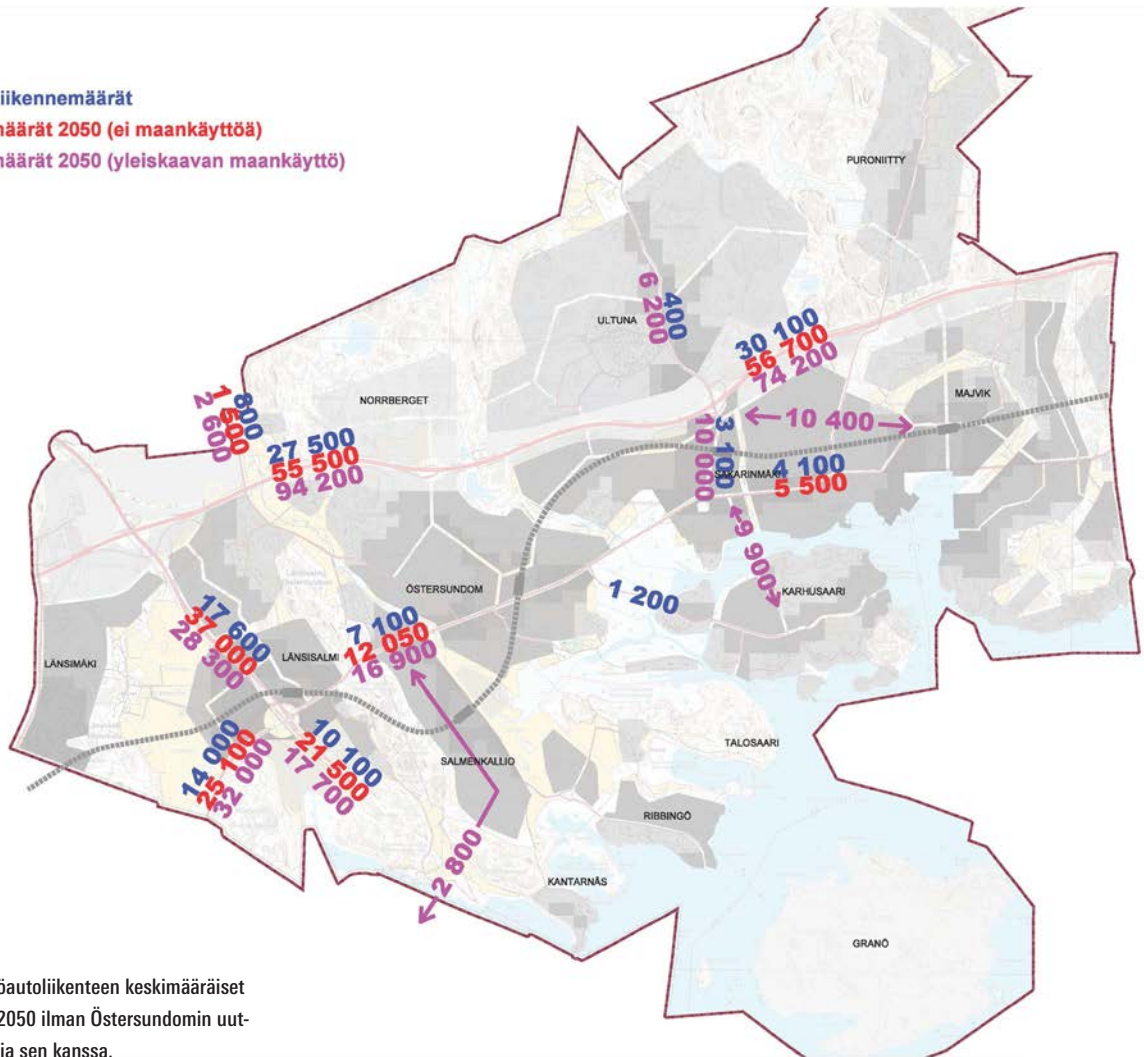 iikennemäärät
määrät 2050 (ei maankäyttöä)
määrät 2050 (yleiskaavan maankäyttö)
PURONIITTY
ULTUNA
400
6 200
30 100
56 700
74 200
NORRBERGET
MAJVIK
800
1 500
2 600
10 400
27 500
55 500
94 200
3 100
10 000
SAKARINMÄKI
4 100
5 500
9 900
ÖSTERSUNDOM
1 200
KARHUSAARI
17 600
37 000
28 300
LÄNSISALMI
7 100
12 050
16 900
LÄNSIMÄKI
14 000
25 100
32 000
10 100
21 500
17 700
SALMENKALLIO
TALOSAARI
RIBBINGÖ
2 800
KANTARNÄS
GRANÖ
öautoliikenteen keskimääräiset
2050 ilman Östersundomin uut-
ja sen kanssa.